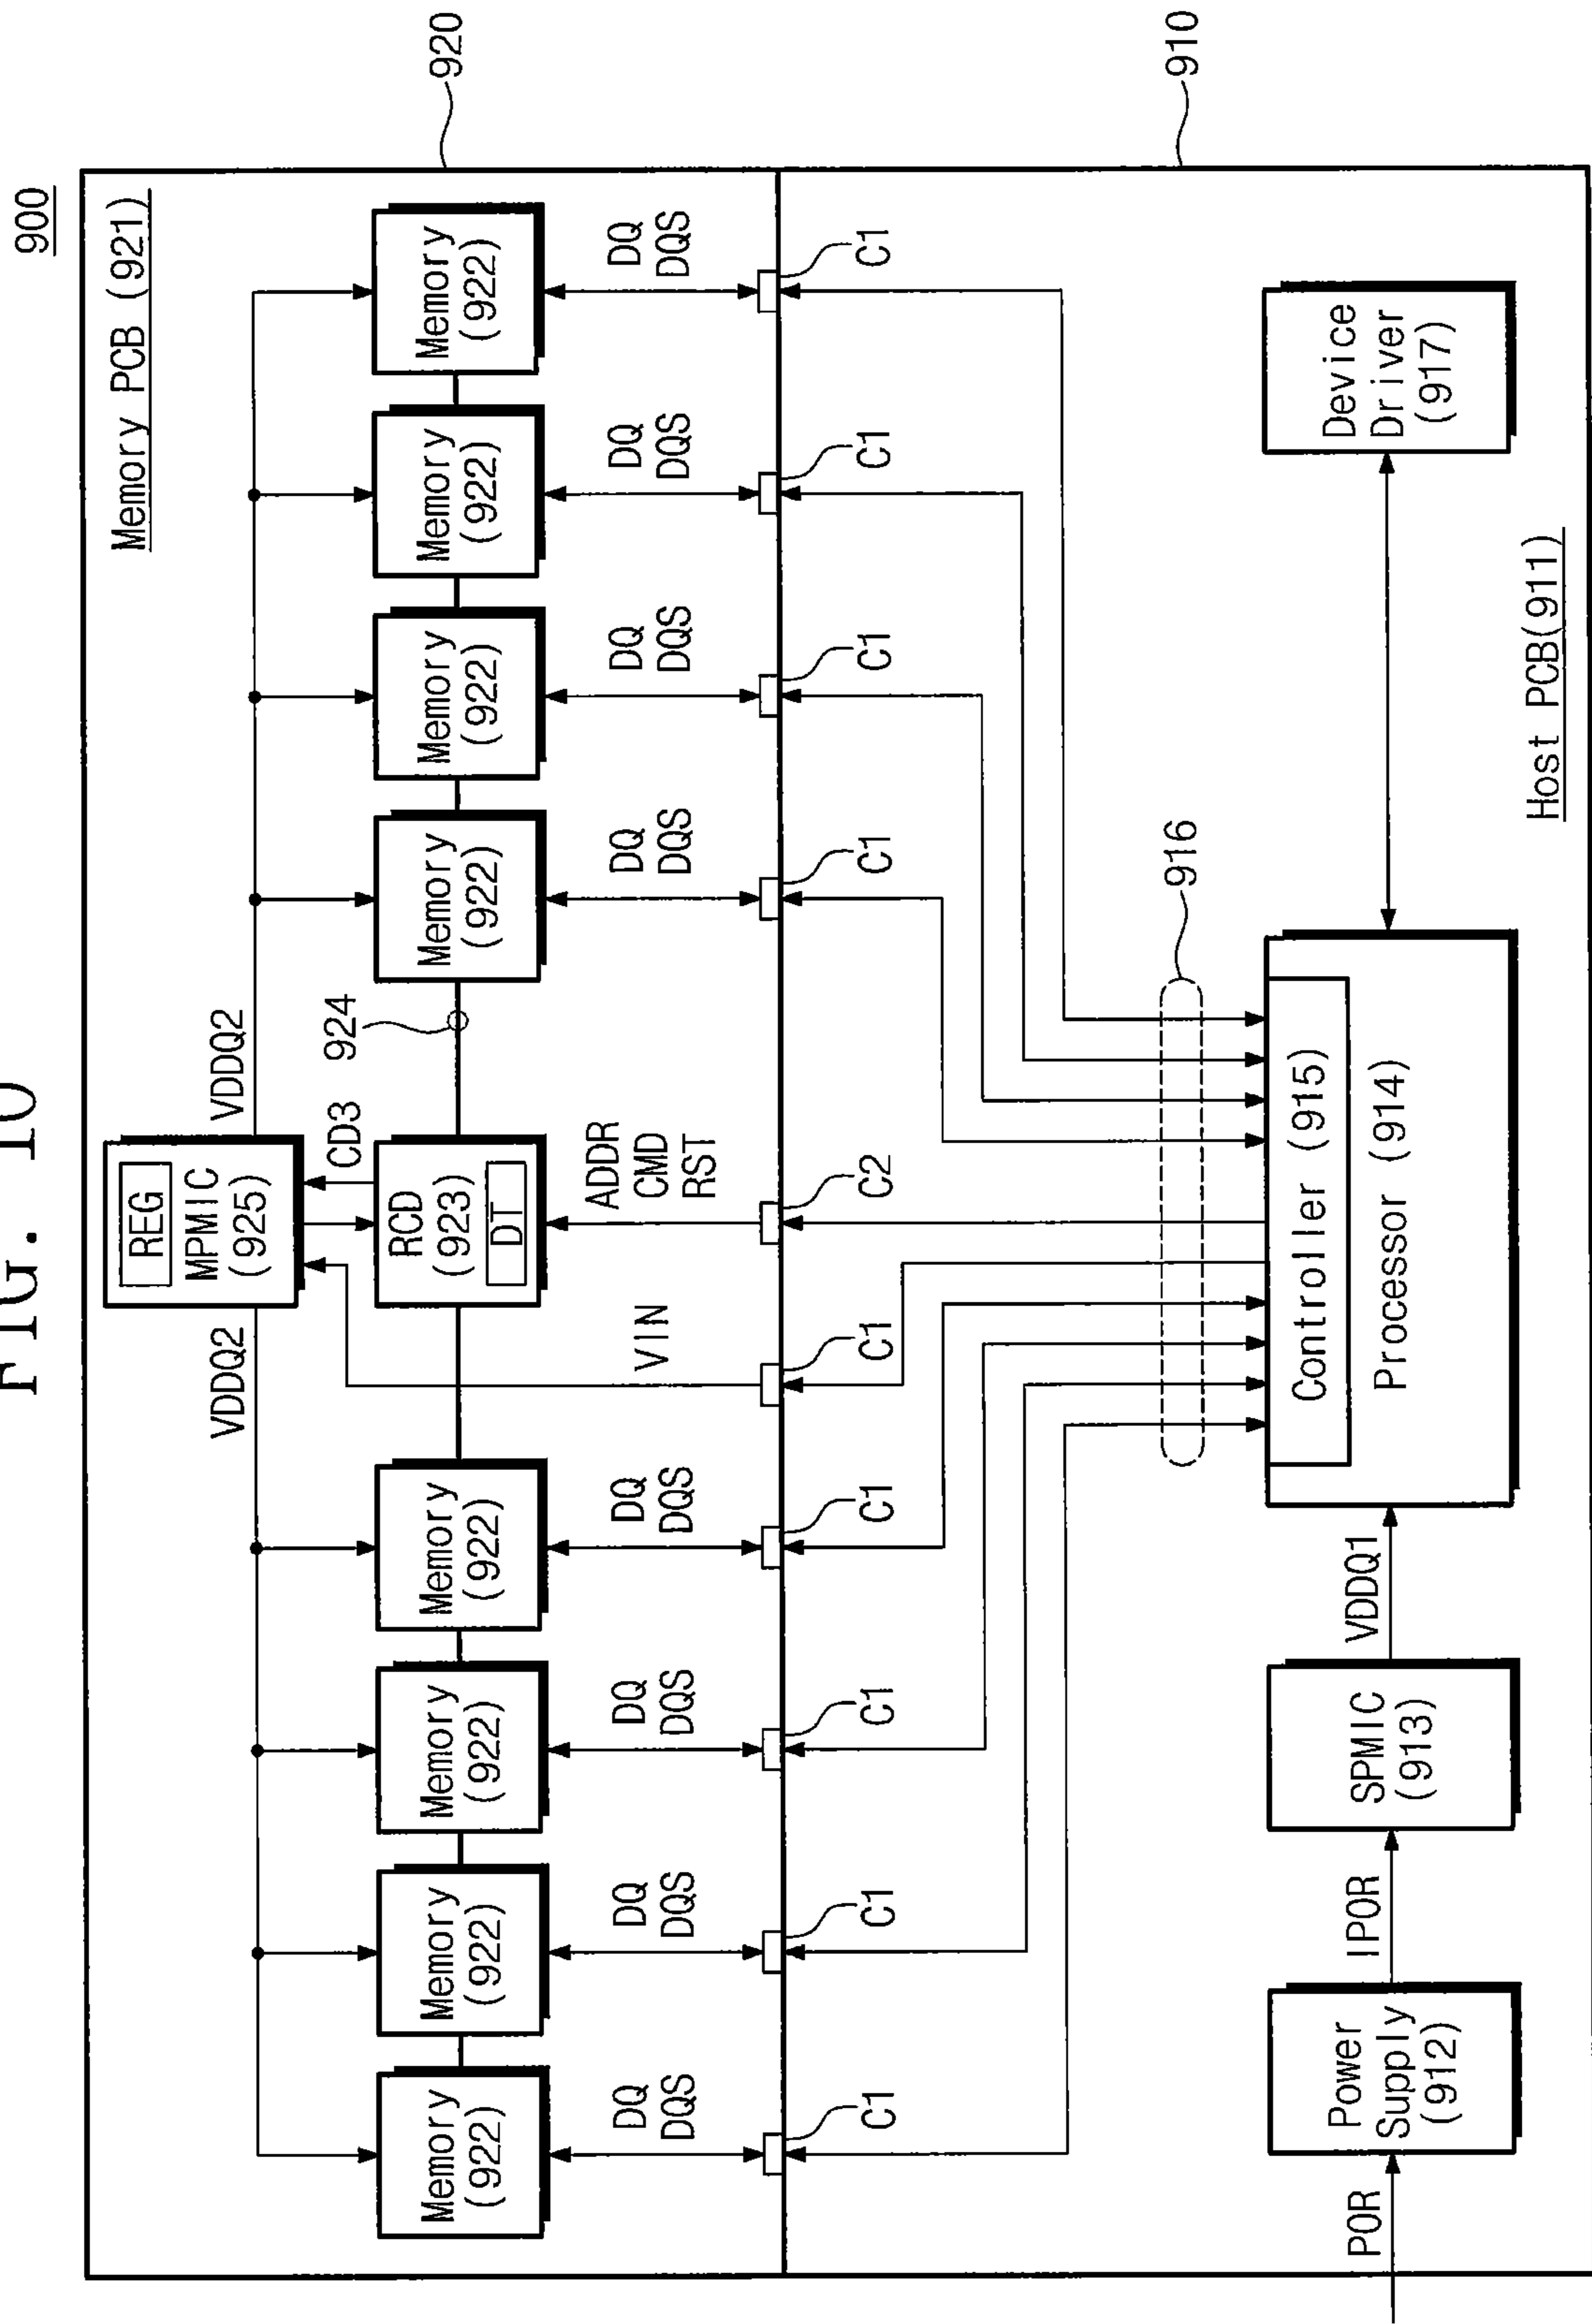 FIG. 10
900
Memory PCB (921)
920
REG
MPMIC
(925)
VDDQ2
VDDQ2
CD3
924
Memory
(922)
Memory
(922)
Memory
(922)
Memory
(922)
RCD
(923)
DT
Memory
(922)
Memory
(922)
Memory
(922)
Memory
(922)
DQ
DQS
DQ
DQS
DQ
DQS
DQ
DQS
VIN
ADDR
CMD
RST
DQ
DQS
DQ
DQS
DQ
DQS
DQ
DQS
C1
C1
C1
C1
C1
C2
C1
C1
C1
C1
916
910
Controller (915)
Processor (914)
POR
Power
Supply
(912)
IPOR
SPMIC
(913)
VDDQ1
Device
Driver
(917)
Host PCB(911)